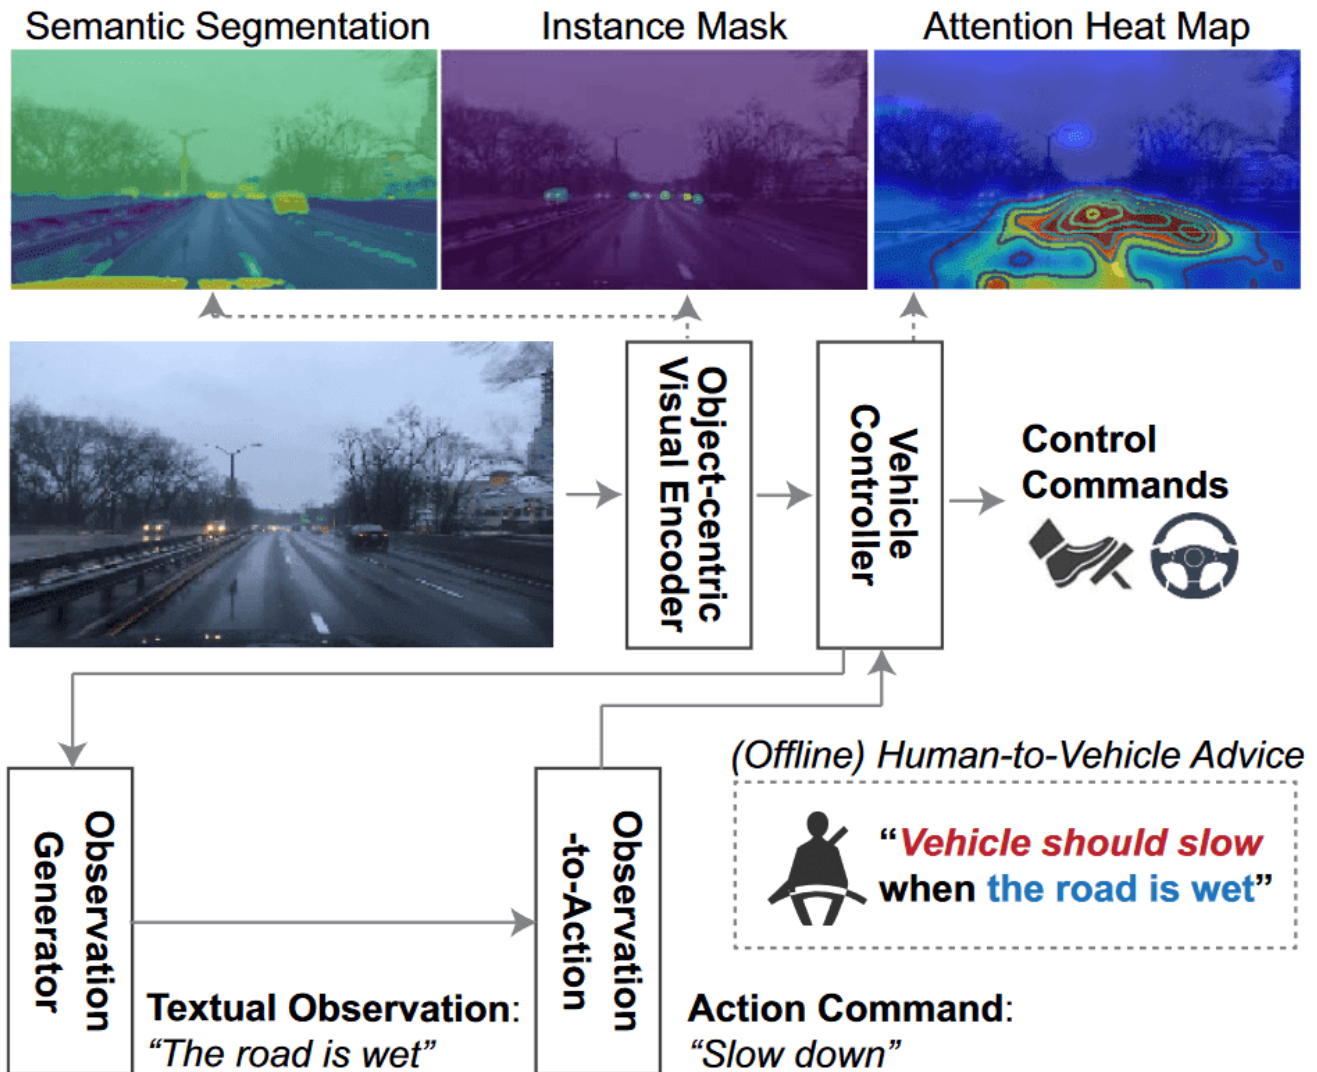 Semantic Segmentation
Instance Mask
Attention Heat Map
Object-centric
Visual Encoder
Vehicle
Controller
Control
Commands
(Offline) Human-to-Vehicle Advice
“Vehicle should slow
when the road is wet”
Observation
Generator
Textual Observation:
“The road is wet”
Observation
-to-Action
Action Command:
“Slow down”